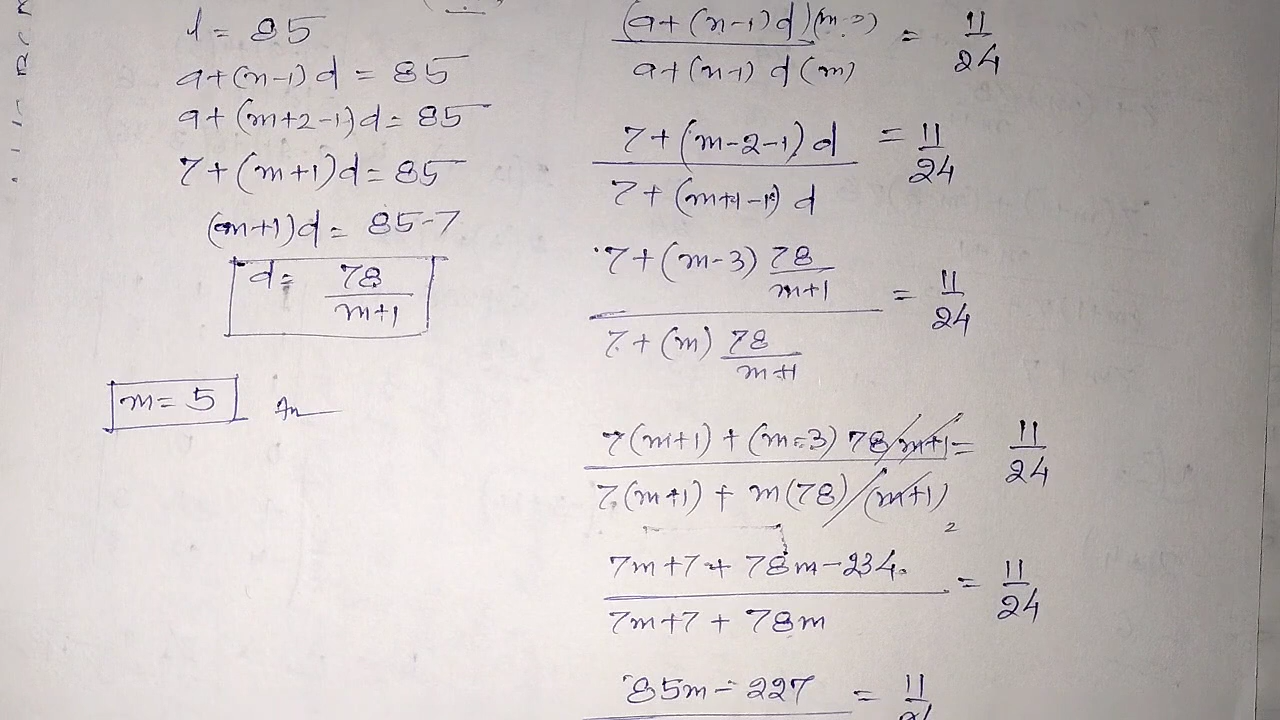 l = 85
a+(n-1)d = 85
a+(m+2-1)d = 85
7+(m+1)d = 85
(m+1)d = 85-7
d = 78/m+1
m = 5
(a+(n-1)d) / a+(n-1)d(m) = 11/24
7+(m-2-1)d / 7+(m+1-1)d = 11/24
7+(m-3) 78/m+1 / 7+(m) 78/m+1 = 11/24
7(m+1)+(m-3) 78/m+1 / 7(m+1)+m(78)/(m+1) = 11/24
7m+7+78m-234 / 7m+7+78m = 11/24
85m-227 = 11/24